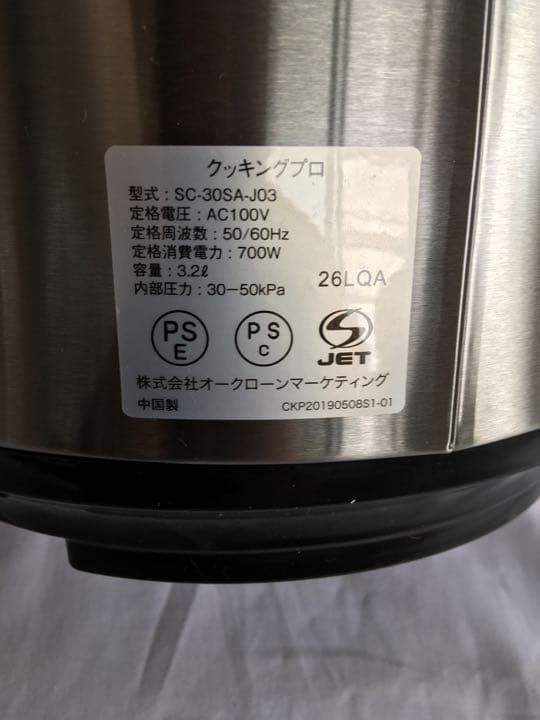 クッキングプロ
型式：SC-30SA-J03
定格電圧：AC100V
定格周波数：50/60Hz
定格消費電力：700W
容量：3.2ℓ
内部圧力：30－50kPa
26LQA
PS
E
PS
C
JET
株式会社オークローンマーケティング
中国製
CKP20190508S1-01